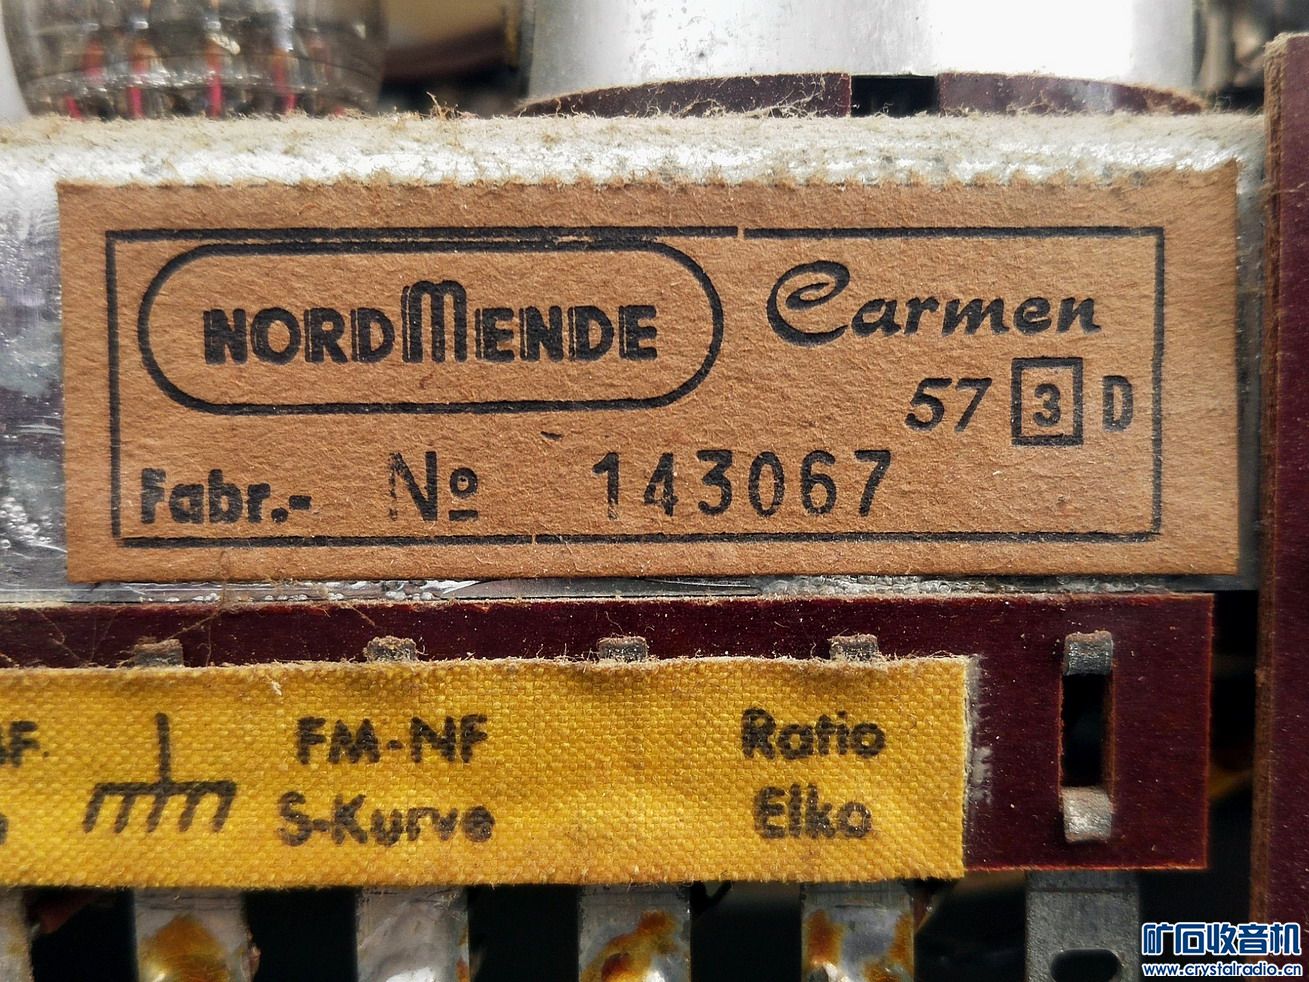 NORDMENDE Carmen
57 3 D
Fabr.- No 143067
FM-NF Ratio
S-Kurve Elko
矿石收音机
www.crystalradio.cn